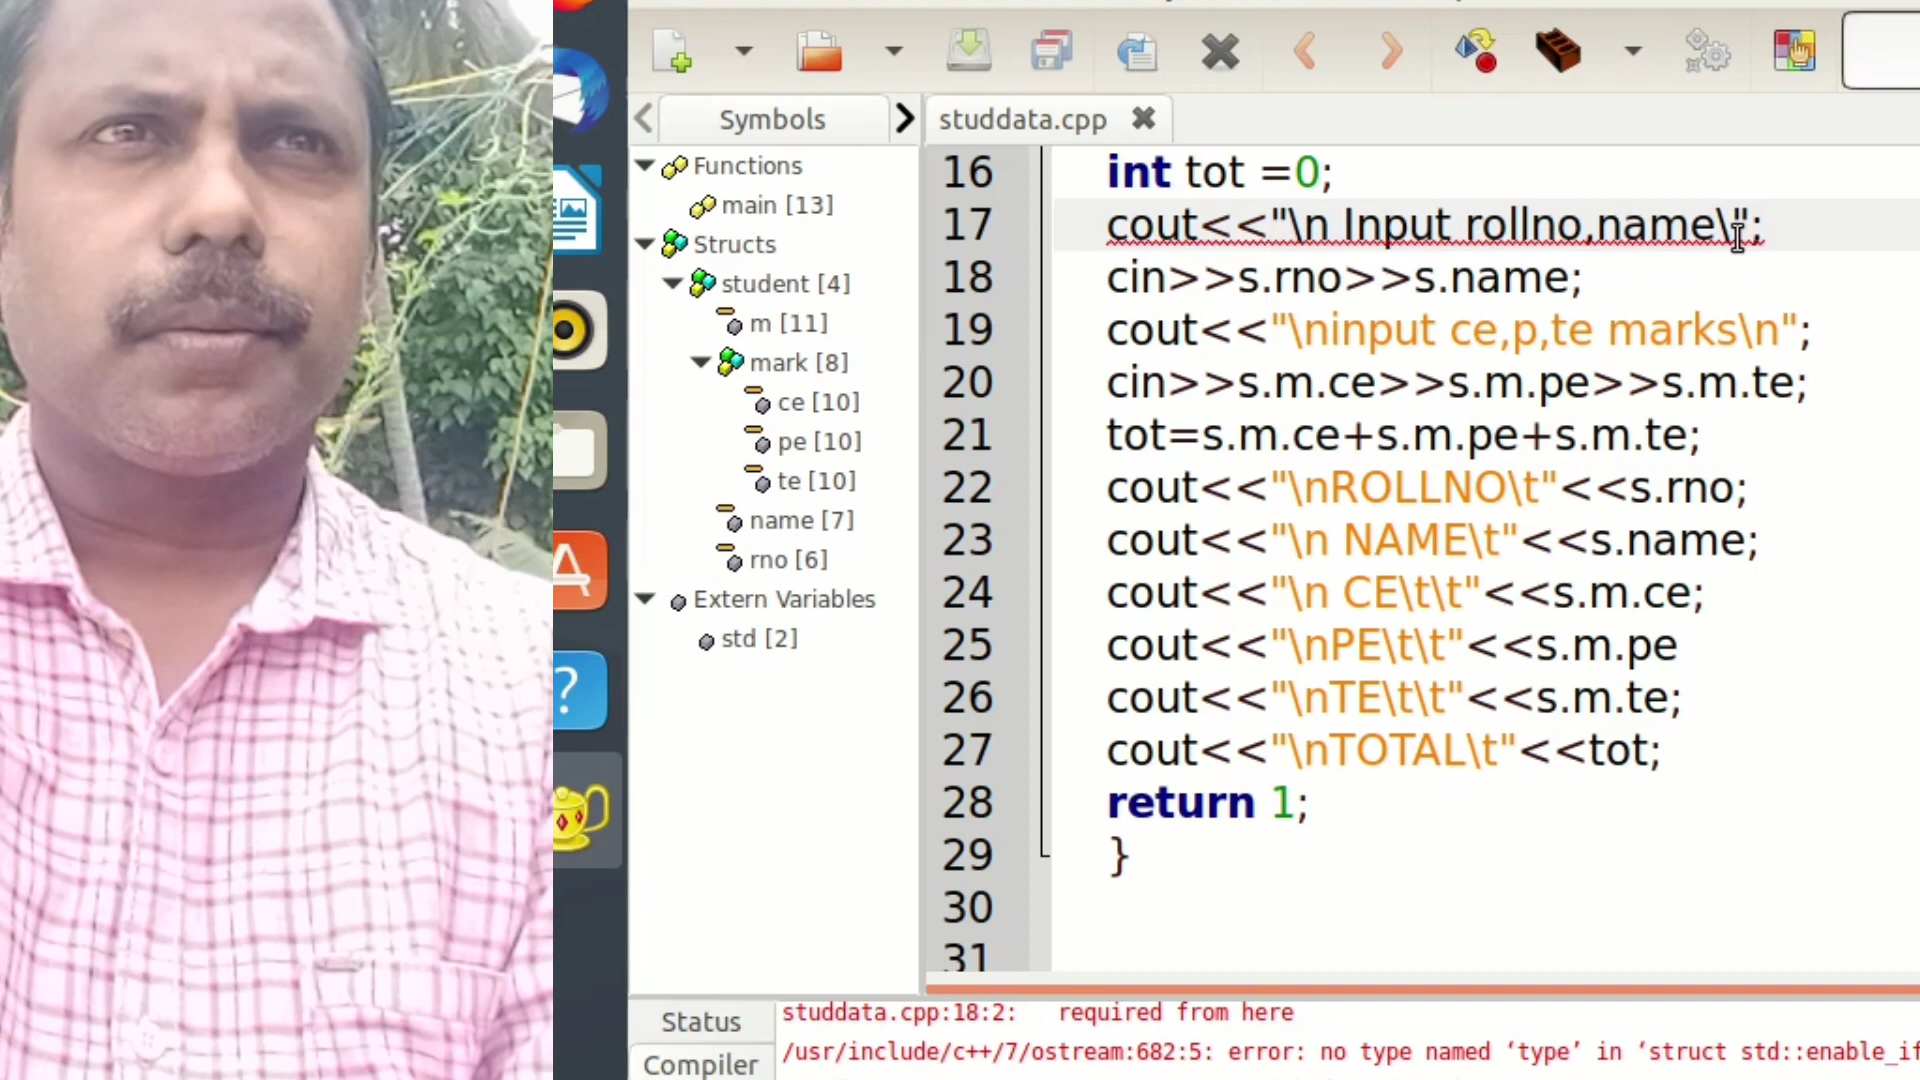 Symbols
studdata.cpp
Functions
main [13]
Structs
student [4]
m [11]
mark [8]
ce [10]
pe [10]
te [10]
name [7]
rno [6]
Extern Variables
std [2]
16 int tot =0;
17 cout<<"\n Input rollno,name\";
18 cin>>s.rno>>s.name;
19 cout<<"\ninput ce,p,te marks\n";
20 cin>>s.m.ce>>s.m.pe>>s.m.te;
21 tot=s.m.ce+s.m.pe+s.m.te;
22 cout<<"\nROLLNO\t"<<s.rno;
23 cout<<"\n NAME\t"<<s.name;
24 cout<<"\n CE\t\t"<<s.m.ce;
25 cout<<"\nPE\t\t"<<s.m.pe
26 cout<<"\nTE\t\t"<<s.m.te;
27 cout<<"\nTOTAL\t"<<tot;
28 return 1;
29 }
30
31
Status
Compiler
studdata.cpp:18:2: required from here
/usr/include/c++/7/ostream:682:5: error: no type named ‘type’ in ‘struct std::enable_if